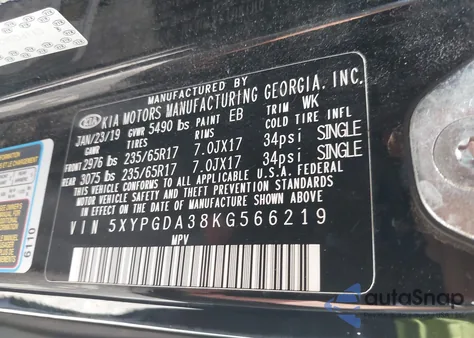 MANUFACTURED BY
KIA KIA MOTORS MANUFACTURING GEORGIA, INC.
JAN/23/19 GVWR 5490 lbs PAINT EB TRIM WK
TIRES RIMS COLD TIRE INFL
FRONT 2976 lbs 235/65R17 7.0JX17 34psi SINGLE
REAR 3075 lbs 235/65R17 7.0JX17 34psi SINGLE
THIS VEHICLE CONFORMS TO ALL APPLICABLE U.S.A. FEDERAL
MOTOR VEHICLE SAFETY AND THEFT PREVENTION STANDARDS
IN EFFECT ON THE DATE OF MANUFACTURE SHOWN ABOVE.
VIN 5XYPGDA38KG566219
MPV
6110
autoSnap